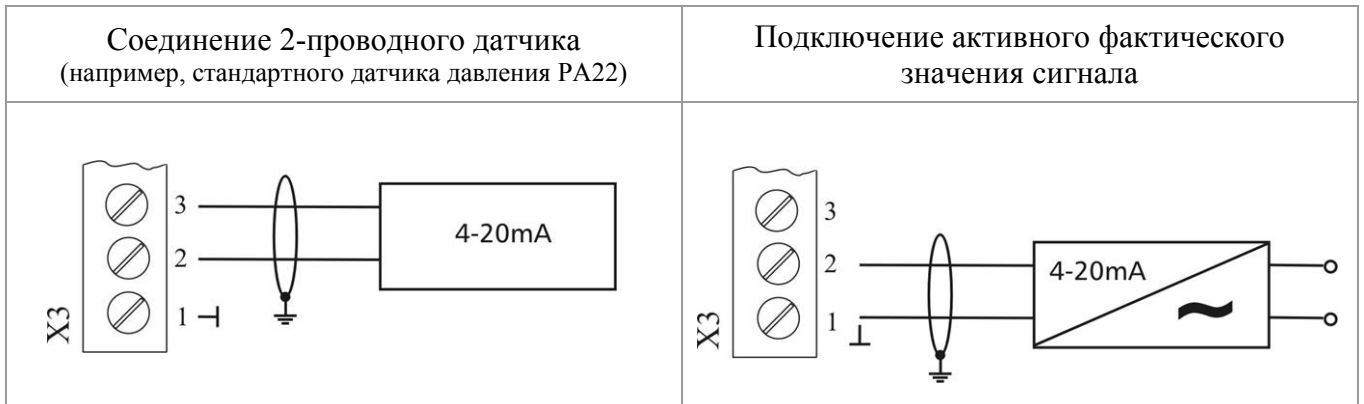 Соединение 2-проводного датчика
(например, стандартного датчика давления PA22)
Подключение активного фактического
значения сигнала
3
2
1
X3
4-20mA
3
2
1
X3
4-20mA